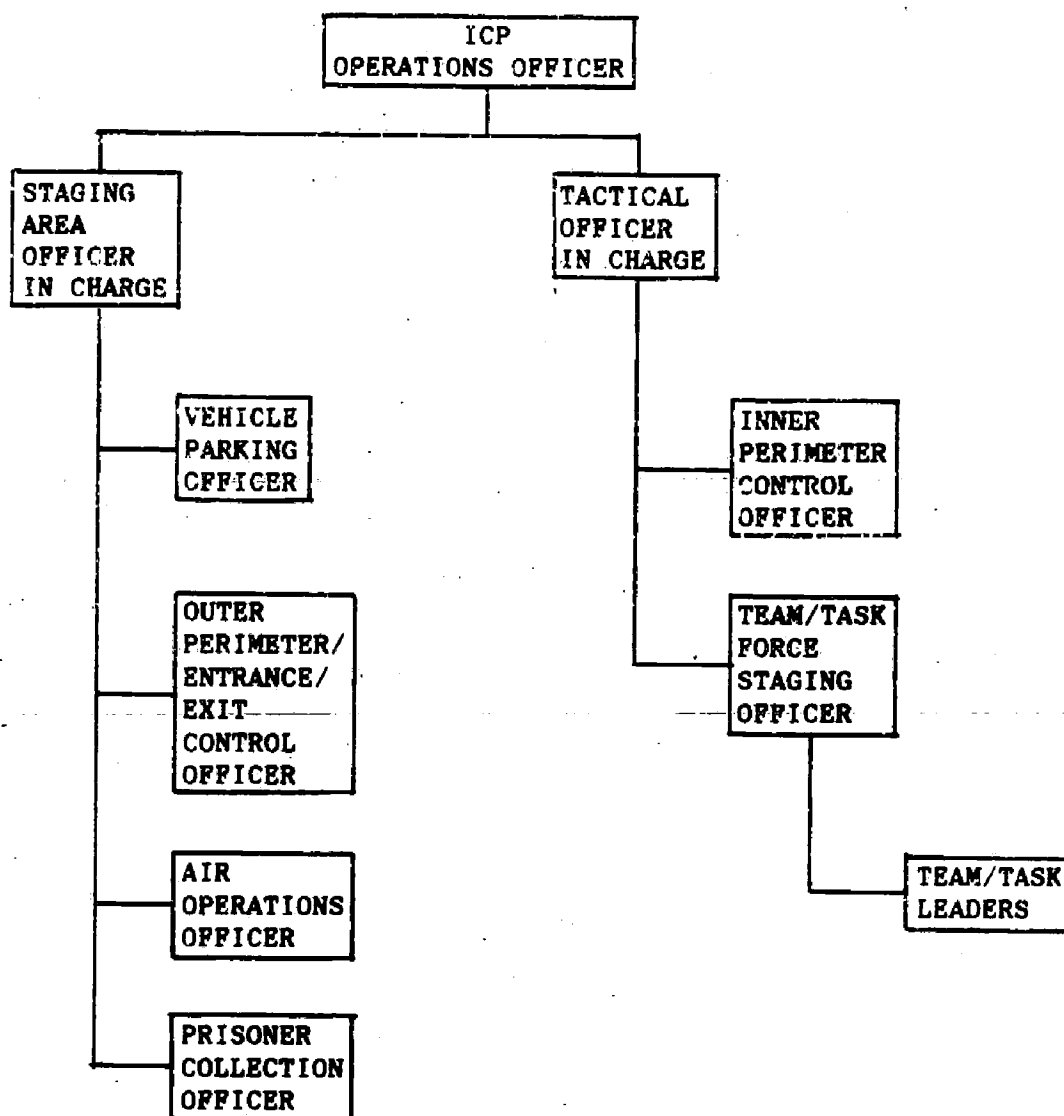 ICP
OPERATIONS OFFICER
STAGING
AREA
OFFICER
IN CHARGE
TACTICAL
OFFICER
IN CHARGE
VEHICLE
PARKING
OFFICER
INNER
PERIMETER
CONTROL
OFFICER
OUTER
PERIMETER/
ENTRANCE/
EXIT
CONTROL
OFFICER
TEAM/TASK
FORCE
STAGING
OFFICER
AIR
OPERATIONS
OFFICER
TEAM/TASK
LEADERS
PRISONER
COLLECTION
OFFICER